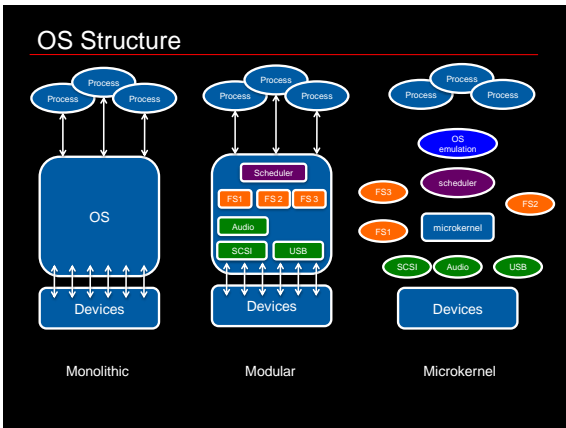 OS Structure
Process
Process
Process
OS
Devices
Monolithic
Process
Process
Process
Scheduler
FS1
FS 2
FS 3
Audio
SCSI
USB
Devices
Modular
Process
Process
Process
OS
emulation
scheduler
FS3
FS2
FS1
microkernel
SCSI
Audio
USB
Devices
Microkernel